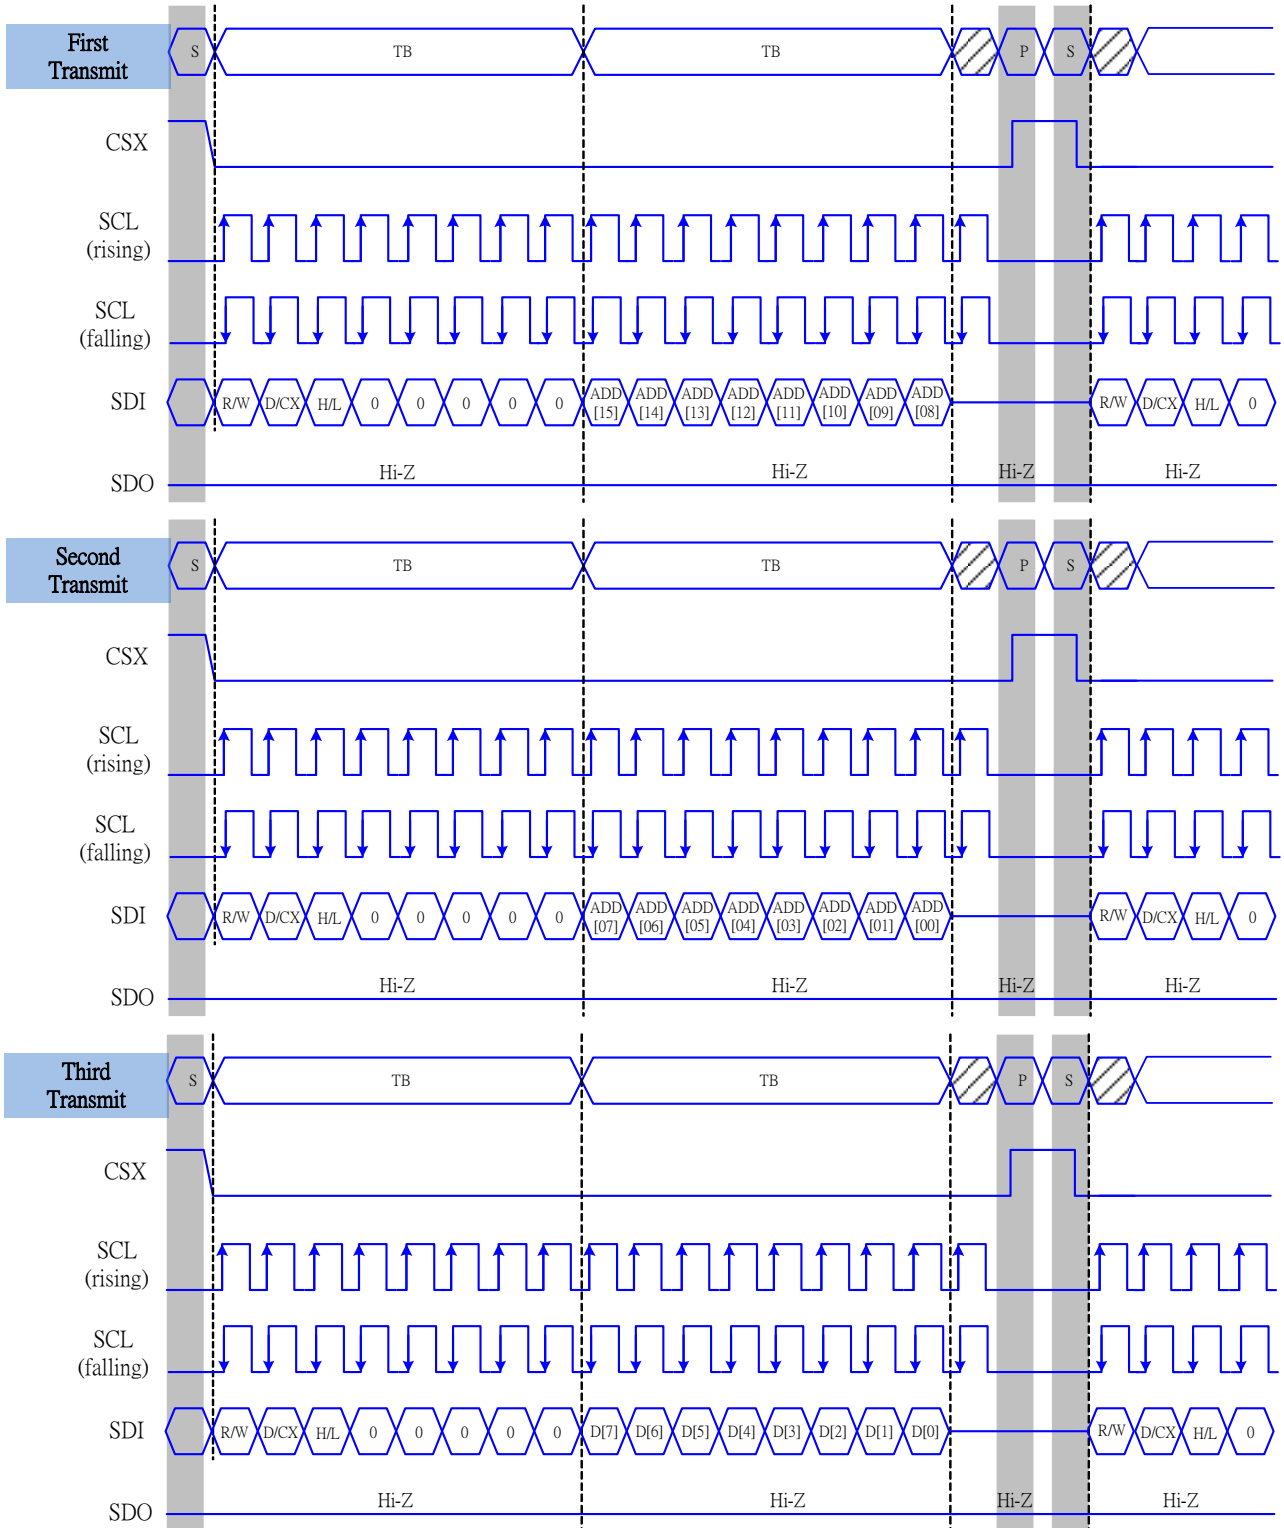 First
Transmit
S TB TB P S
CSX
SCL
(rising)
SCL
(falling)
SDI R/W D/CX H/L 0 0 0 0 0 ADD [15] ADD [14] ADD [13] ADD [12] ADD [11] ADD [10] ADD [09] ADD [08] R/W D/CX H/L 0
Hi-Z Hi-Z Hi-Z Hi-Z
SDO
Second
Transmit
S TB TB P S
CSX
SCL
(rising)
SCL
(falling)
SDI R/W D/CX H/L 0 0 0 0 0 ADD [07] ADD [06] ADD [05] ADD [04] ADD [03] ADD [02] ADD [01] ADD [00] R/W D/CX H/L 0
Hi-Z Hi-Z Hi-Z Hi-Z
SDO
Third
Transmit
S TB TB P S
CSX
SCL
(rising)
SCL
(falling)
SDI R/W D/CX H/L 0 0 0 0 0 D[7] D[6] D[5] D[4] D[3] D[2] D[1] D[0] R/W D/CX H/L 0
Hi-Z Hi-Z Hi-Z Hi-Z
SDO